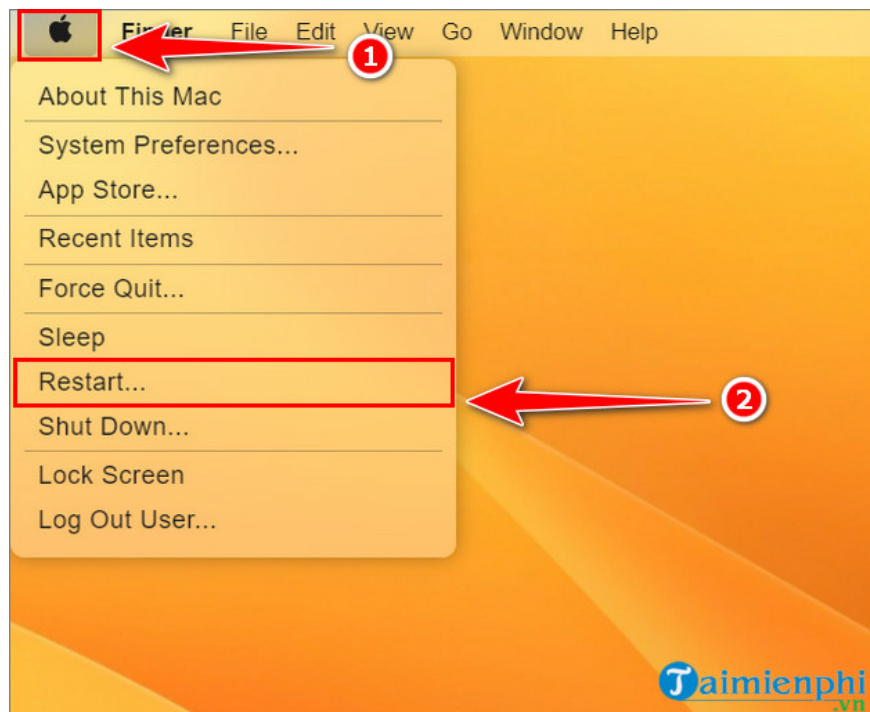 Finder File Edit View Go Window Help
1
About This Mac
System Preferences...
App Store...
Recent Items
Force Quit...
Sleep
Restart...
2
Shut Down...
Lock Screen
Log Out User...
Taimienphi
.vn